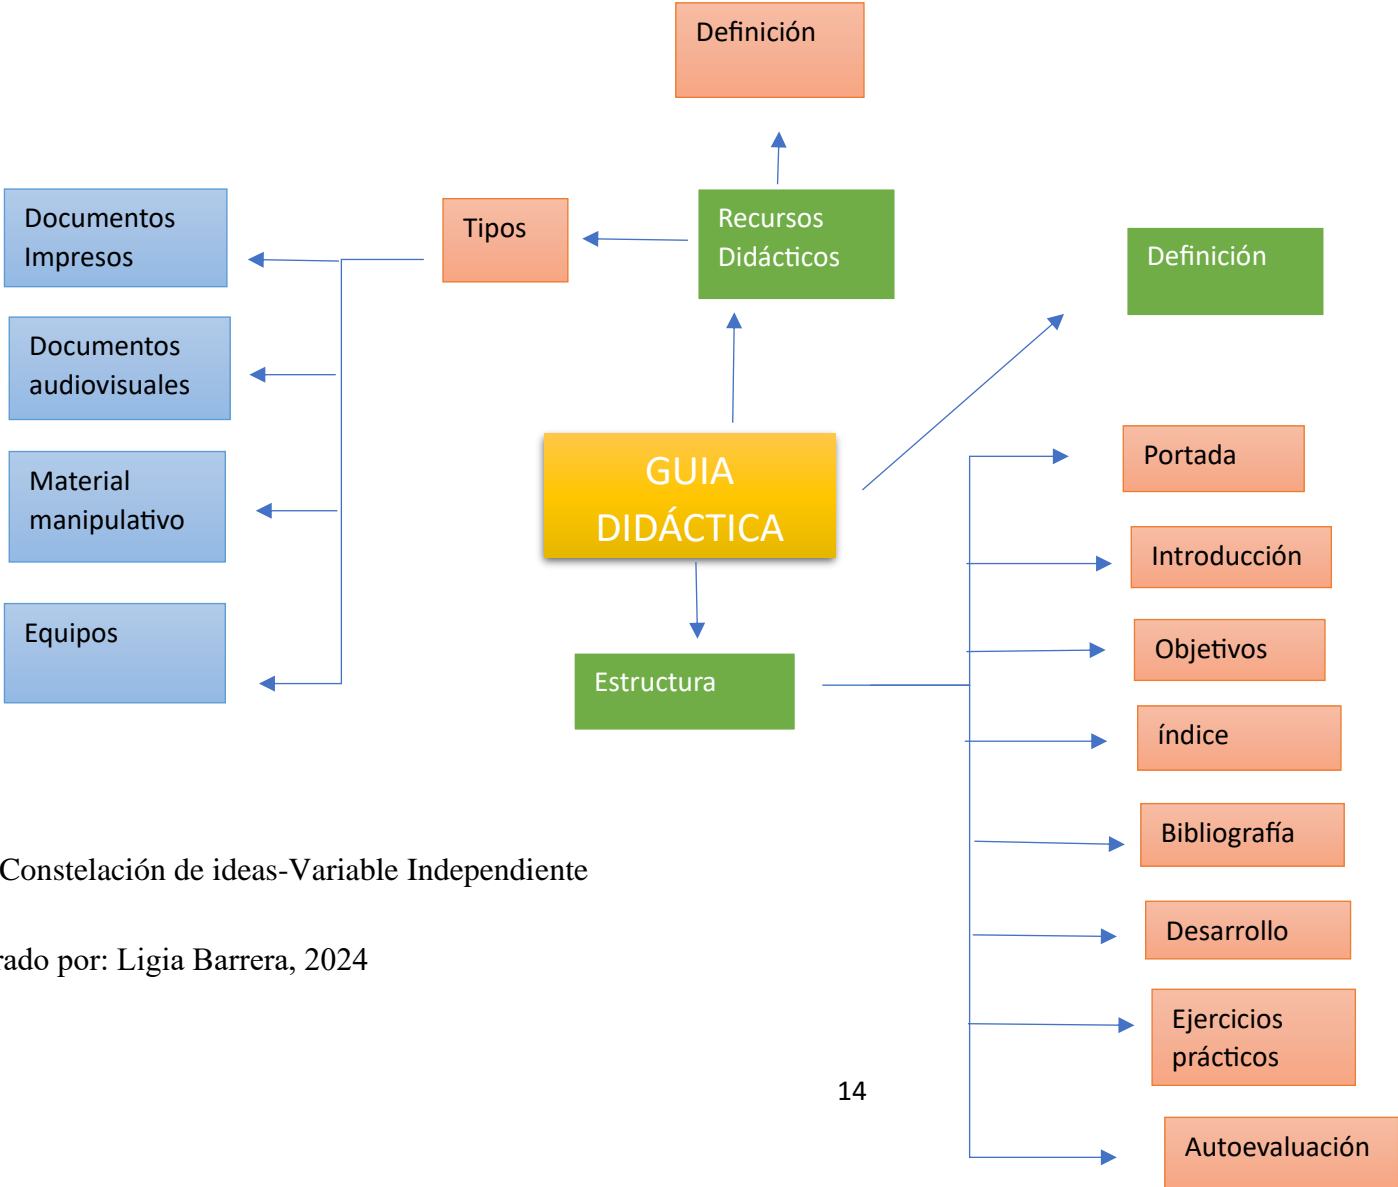 Definición
Documentos
Impresos
Tipos
Recursos
Didácticos
Definición
Documentos
audiovisuales
Material
manipulativo
Equipos
GUIA
DIDÁCTICA
Estructura
Portada
Introducción
Objetivos
índice
Bibliografía
Desarrollo
Ejercicios
prácticos
Autoevaluación
Constelación de ideas-Variable Independiente
rado por: Ligia Barrera, 2024
14